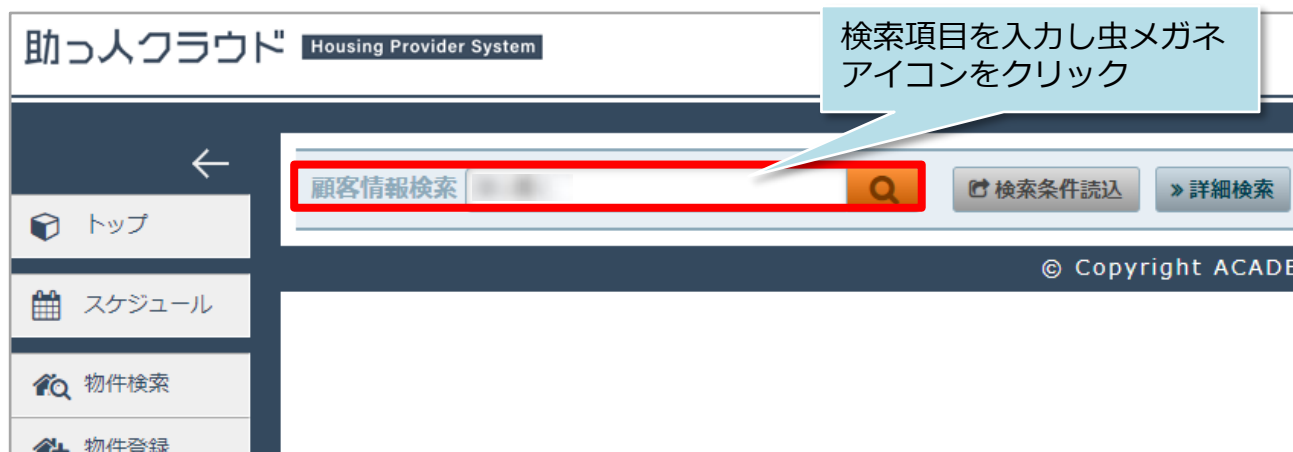 助っ人クラウド Housing Provider System
検索項目を入力し虫メガネ
アイコンをクリック
←
顧客情報検索
検索条件読込
» 詳細検索
トップ
© Copyright ACADE
スケジュール
物件検索
物件登録